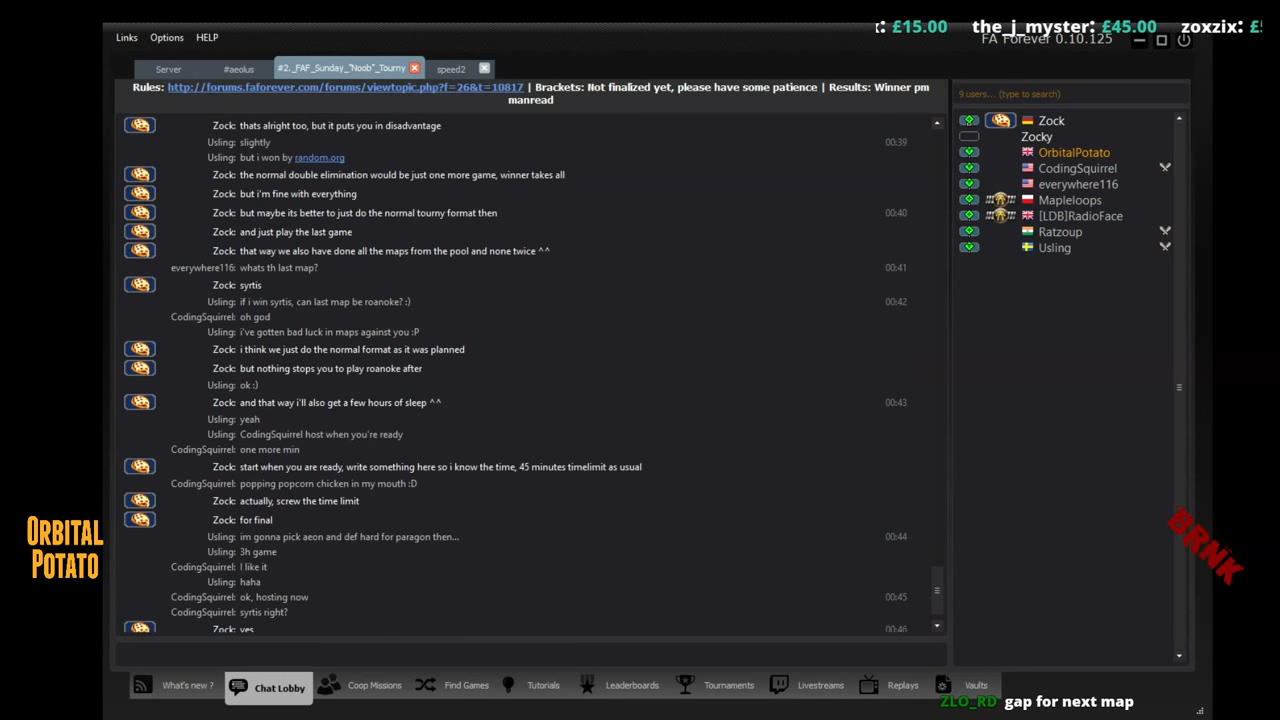 : £15.00 the_j_myster: £45.00 zoxzix:
Links Options HELP
FA Forever 0.10.125
Server #aeolus #2._FAF_Sunday_"Noob"_Tourny speed2
Rules: http://forums.faforever.com/forums/viewtopic.php?f=26&t=10817 | Brackets: Not finalized yet, please have some patience | Results: Winner pm
manread
Zock: thats alright too, but it puts you in disadvantage
Usling: slightly 00:39
Usling: but i won by random.org
Zock: the normal double elimination would be just one more game, winner takes all
Zock: but i'm fine with everything
Zock: but maybe its better to just do the normal tourny format then 00:40
Zock: and just play the last game
Zock: that way we also have done all the maps from the pool and none twice ^^
everywhere116: whats th last map? 00:41
Zock: syrtis
Usling: if i win syrtis, can last map be roanoke? :) 00:42
CodingSquirrel: oh god
Usling: i've gotten bad luck in maps against you :P
Zock: i think we just do the normal format as it was planned
Zock: but nothing stops you to play roanoke after
Usling: ok :)
Zock: and that way i'll also get a few hours of sleep ^^ 00:43
Usling: yeah
Usling: CodingSquirrel host when you're ready
CodingSquirrel: one more min
Zock: start when you are ready, write something here so i know the time, 45 minutes timelimit as usual
CodingSquirrel: popping popcorn chicken in my mouth :D
Zock: actually, screw the time limit
Zock: for final
Usling: im gonna pick aeon and def hard for paragon then... 00:44
Usling: 3h game
CodingSquirrel: I like it
Usling: haha
CodingSquirrel: ok, hosting now 00:45
CodingSquirrel: syrtis right?
Zock: yes 00:46
9 users... (type to search)
Zock
Zocky
OrbitalPotato
CodingSquirrel
everywhere116
Mapleloops
[LDB]RadioFace
Ratzoup
Usling
ORBITAL
POTATO
BRNK
What's new ? Chat Lobby Coop Missions Find Games Tutorials Leaderboards Tournaments Livestreams Replays Vaults
ZLO_RD gap for next map